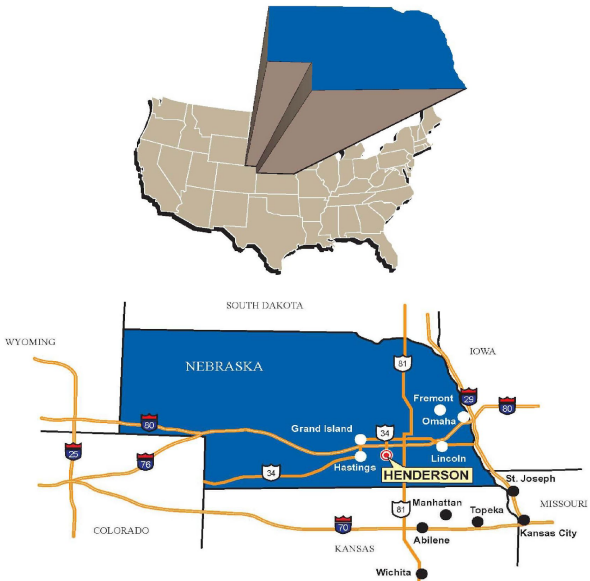 SOUTH DAKOTA
WYOMING
IOWA
NEBRASKA
81
Fremont
29
80
Omaha
80
Grand Island
34
25
76
34
Hastings
Lincoln
HENDERSON
St. Joseph
Manhattan
MISSOURI
81
Topeka
COLORADO
70
KANSAS
Abilene
Kansas City
Wichita